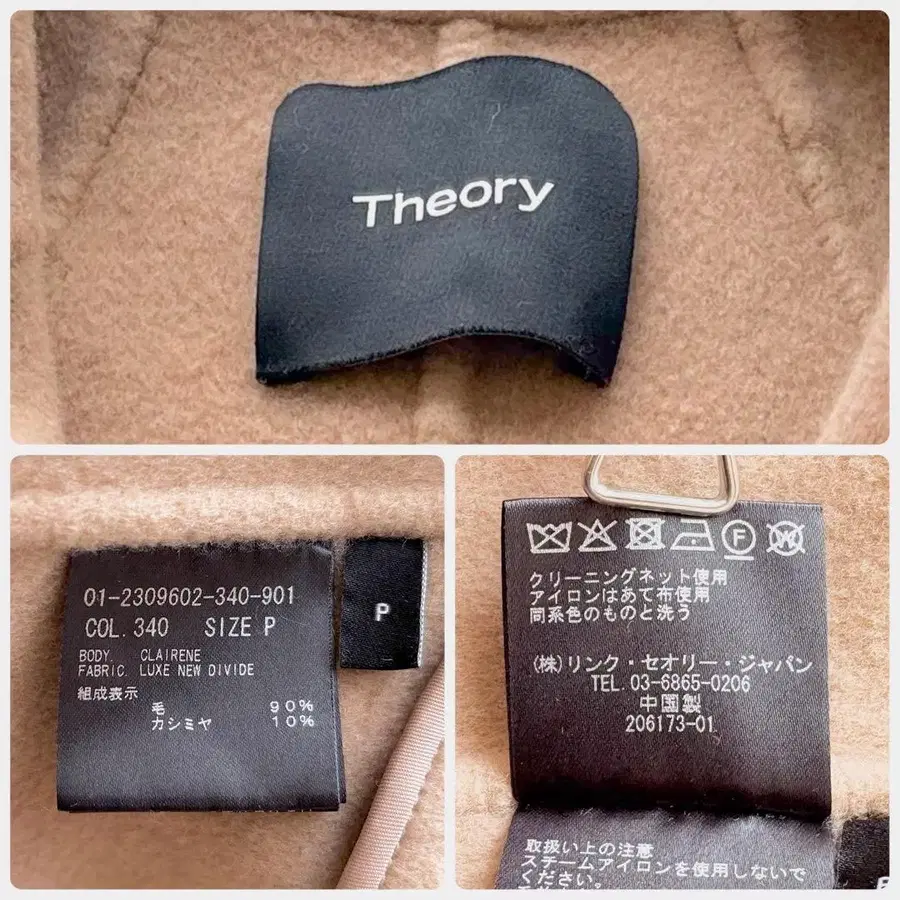 Theory
01-2309602-340-901
COL. 340 SIZE P
BODY CLAIRENE
FABRIC LUXE NEW DIVIDE
組成表示
毛 90%
カシミヤ 10%
P
F
W
クリーニングネット使用
アイロンはあて布使用
同系色のものと洗う
(株)リンク・セオリー・ジャパン
TEL. 03-6865-0206
中国製
206173-01
取扱い上の注意
スチームアイロンを使用しないで
ください。